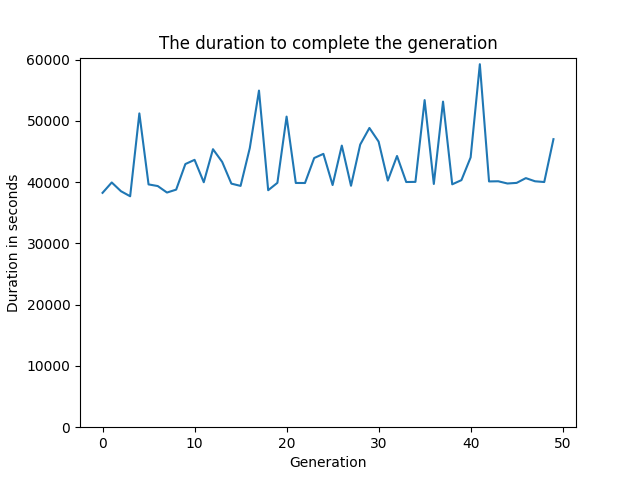 The duration to complete the generation
60000
50000
40000
30000
20000
10000
0
Duration in seconds
0 10 20 30 40 50
Generation